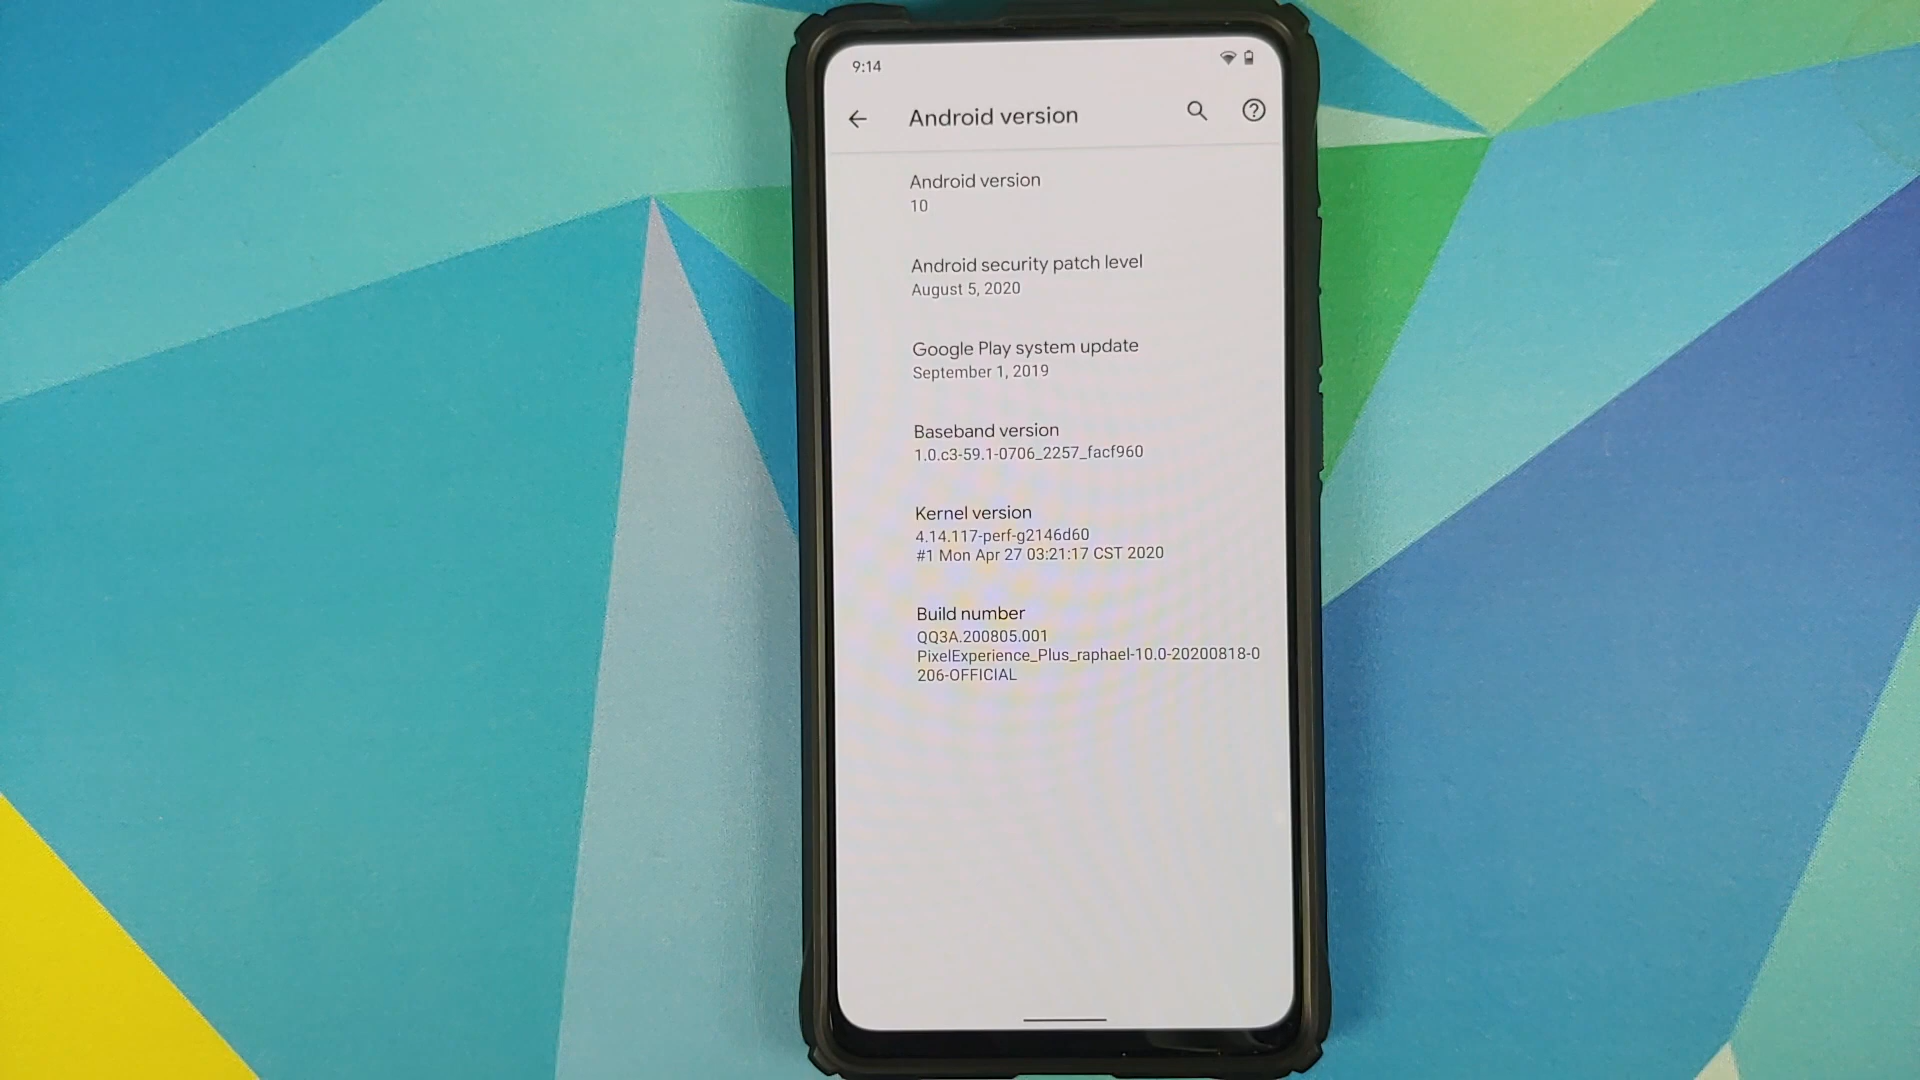 9:14
Android version
Android version
10
Android security patch level
August 5, 2020
Google Play system update
September 1, 2019
Baseband version
1.0.c3-59.1-0706_2257_facf960
Kernel version
4.14.117-perf-g2146d60
#1 Mon Apr 27 03:21:17 CST 2020
Build number
QQ3A.200805.001
PixelExperience_Plus_raphael-10.0-20200818-0
206-OFFICIAL